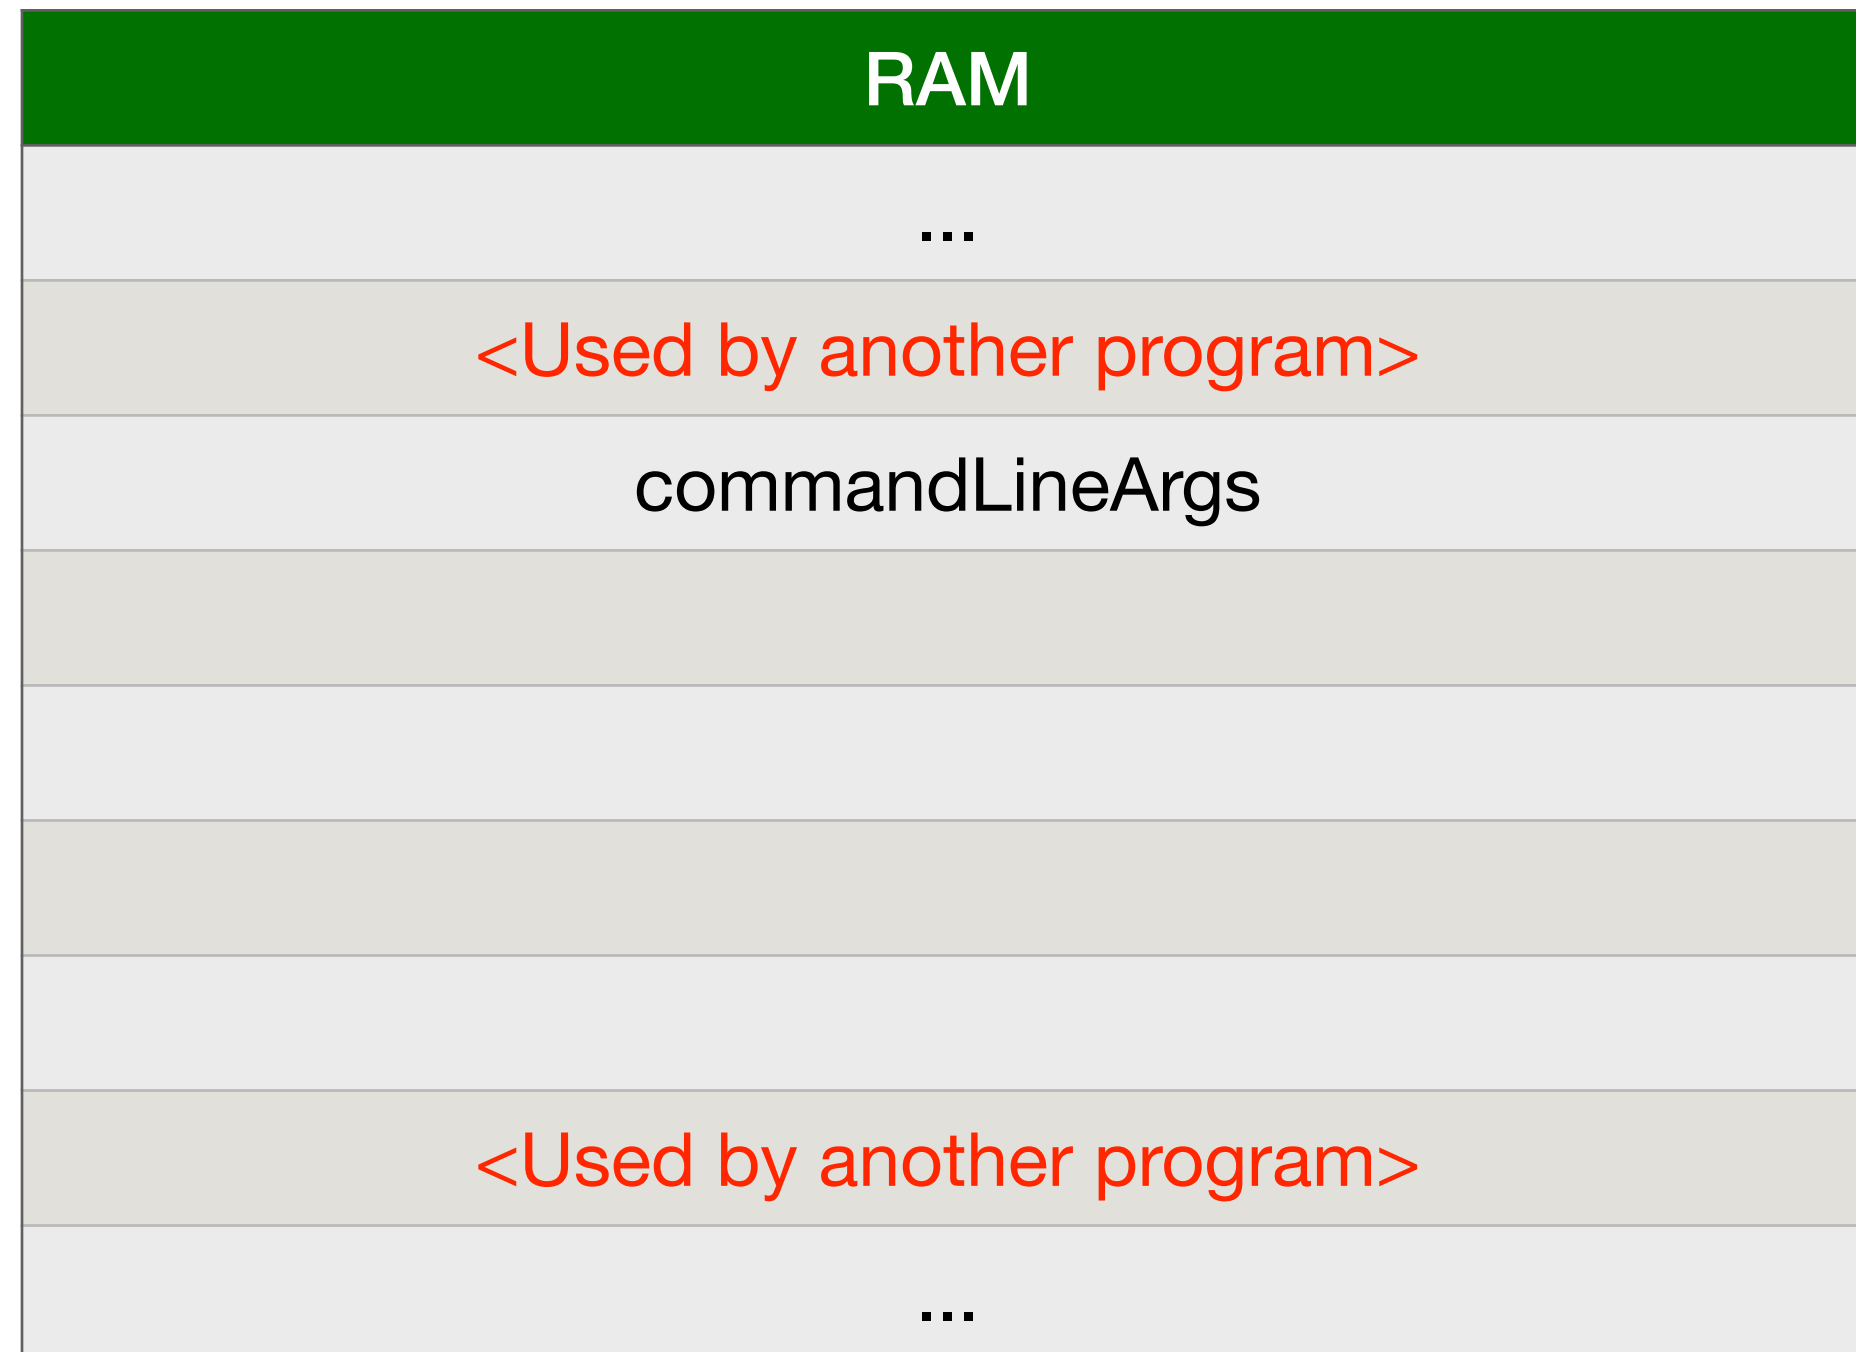 RAM
...
<Used by another program>
commandLineArgs
<Used by another program>
...